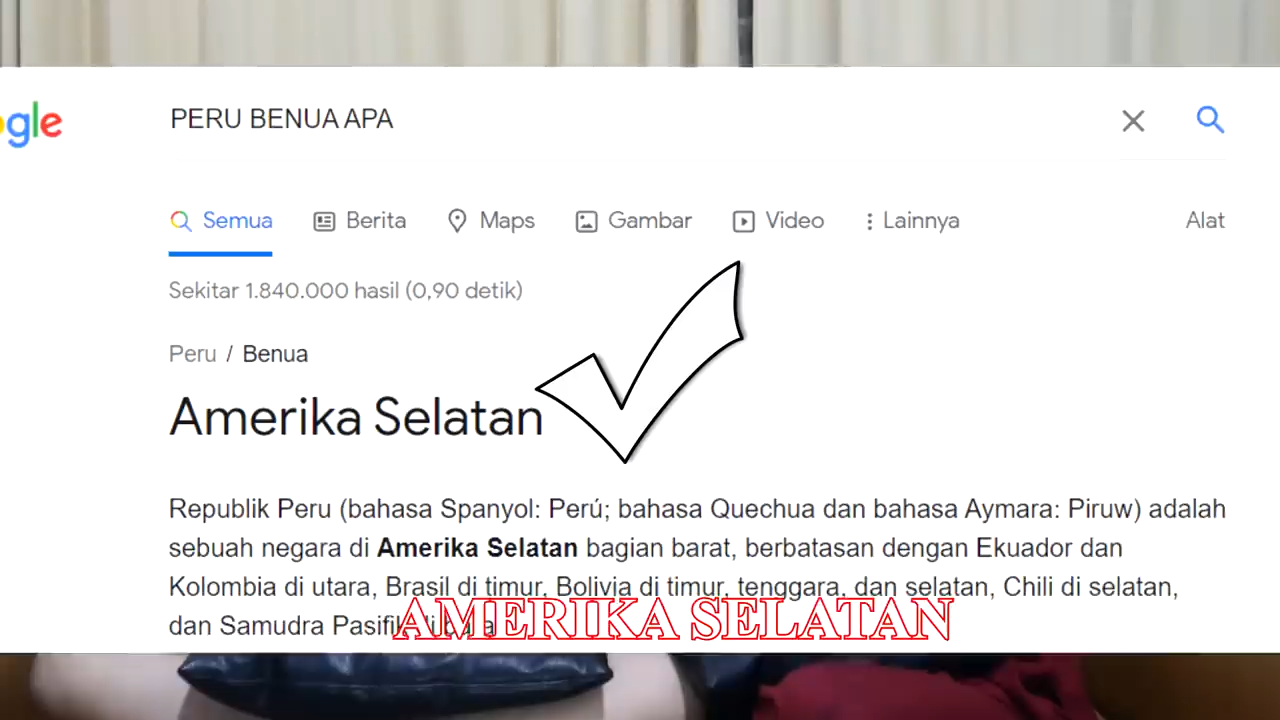 gle
PERU BENUA APA
Semua Berita Maps Gambar Video Lainnya Alat
Sekitar 1.840.000 hasil (0,90 detik)
Peru / Benua
Amerika Selatan
Republik Peru (bahasa Spanyol: Perú; bahasa Quechua dan bahasa Aymara: Piruw) adalah
sebuah negara di Amerika Selatan bagian barat, berbatasan dengan Ekuador dan
Kolombia di utara, Brasil di timur, Bolivia di timur, tenggara, dan selatan, Chili di selatan,
dan Samudra
AMERIKA SELATAN